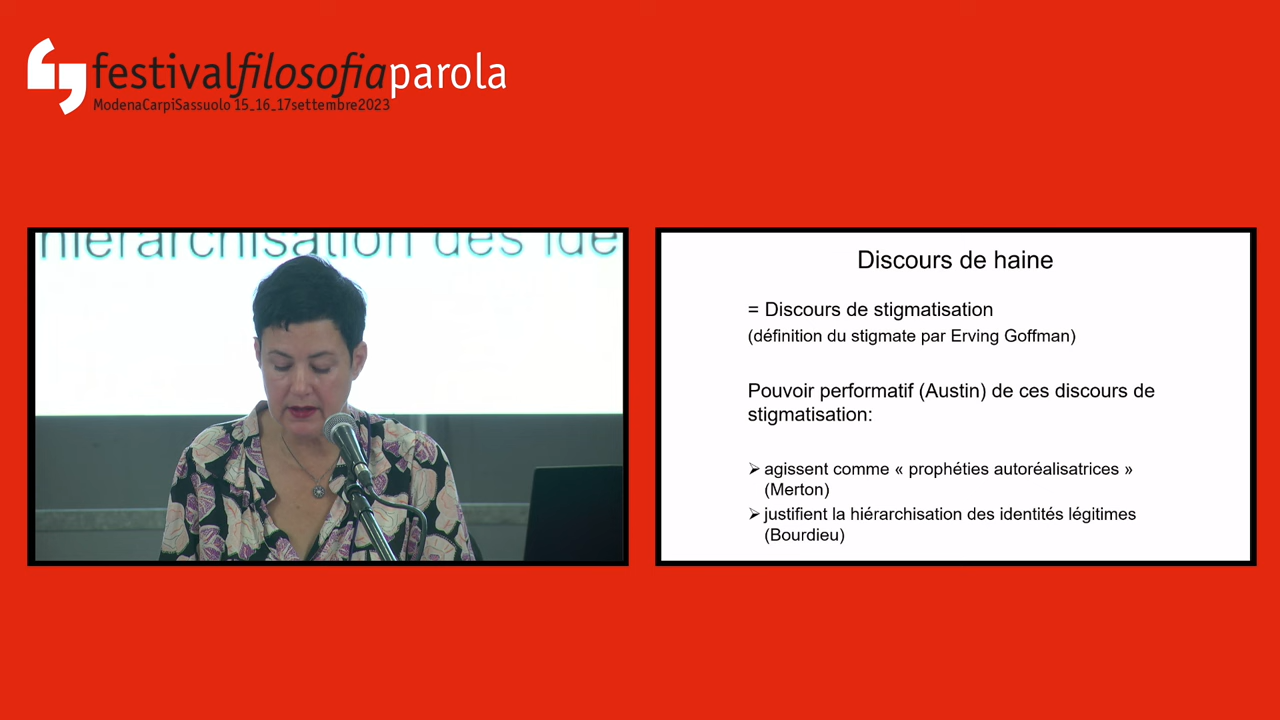 festivalfilosofiaparola
ModenaCarpiSassuolo 15_16_17settembre2023
hiérarchisation des ide
Discours de haine
= Discours de stigmatisation
(définition du stigmate par Erving Goffman)
Pouvoir performatif (Austin) de ces discours de
stigmatisation:
➢ agissent comme « prophéties autoréalisatrices »
(Merton)
➢ justifient la hiérarchisation des identités légitimes
(Bourdieu)